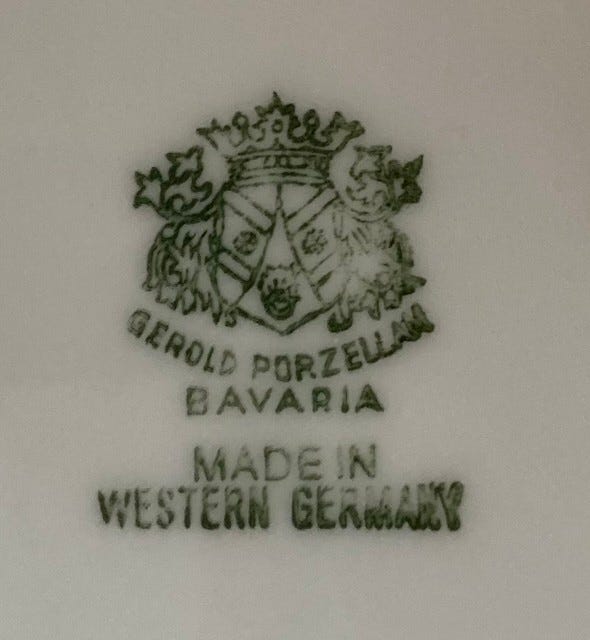 GEROLD PORZELLAN
BAVARIA
MADE IN
WESTERN GERMANY